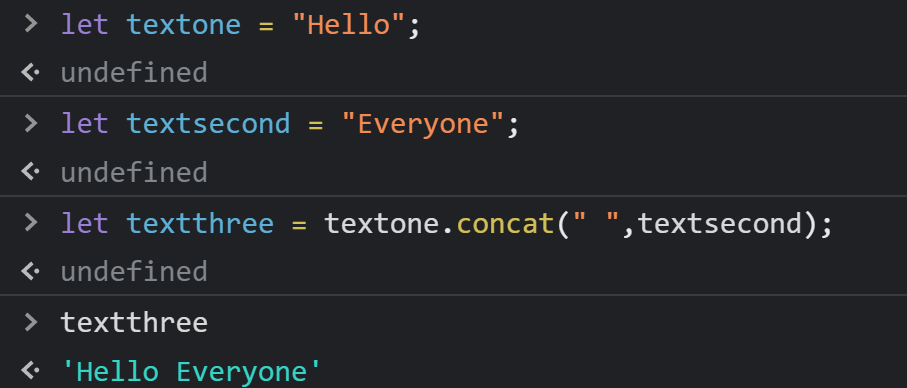 > let textone = "Hello";
<· undefined
> let textsecond = "Everyone";
<· undefined
> let textthree = textone.concat(" ",textsecond);
<· undefined
> textthree
<· 'Hello Everyone'